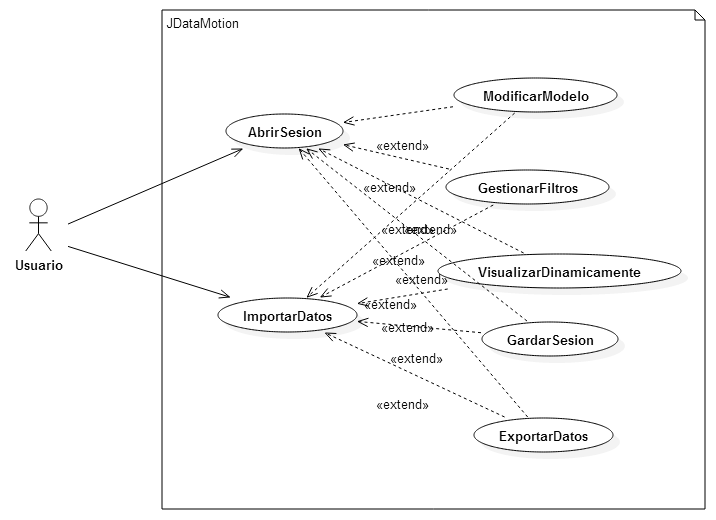 JDataMotion
ModificarModelo
AbrirSesion
«extend»
GestionarFiltros
«extend»
«extend»
«extend»
Usuario
«extend»
VisualizarDinamicamente
«extend»
«extend»
ImportarDatos
«extend»
GardarSesion
«extend»
«extend»
ExportarDatos